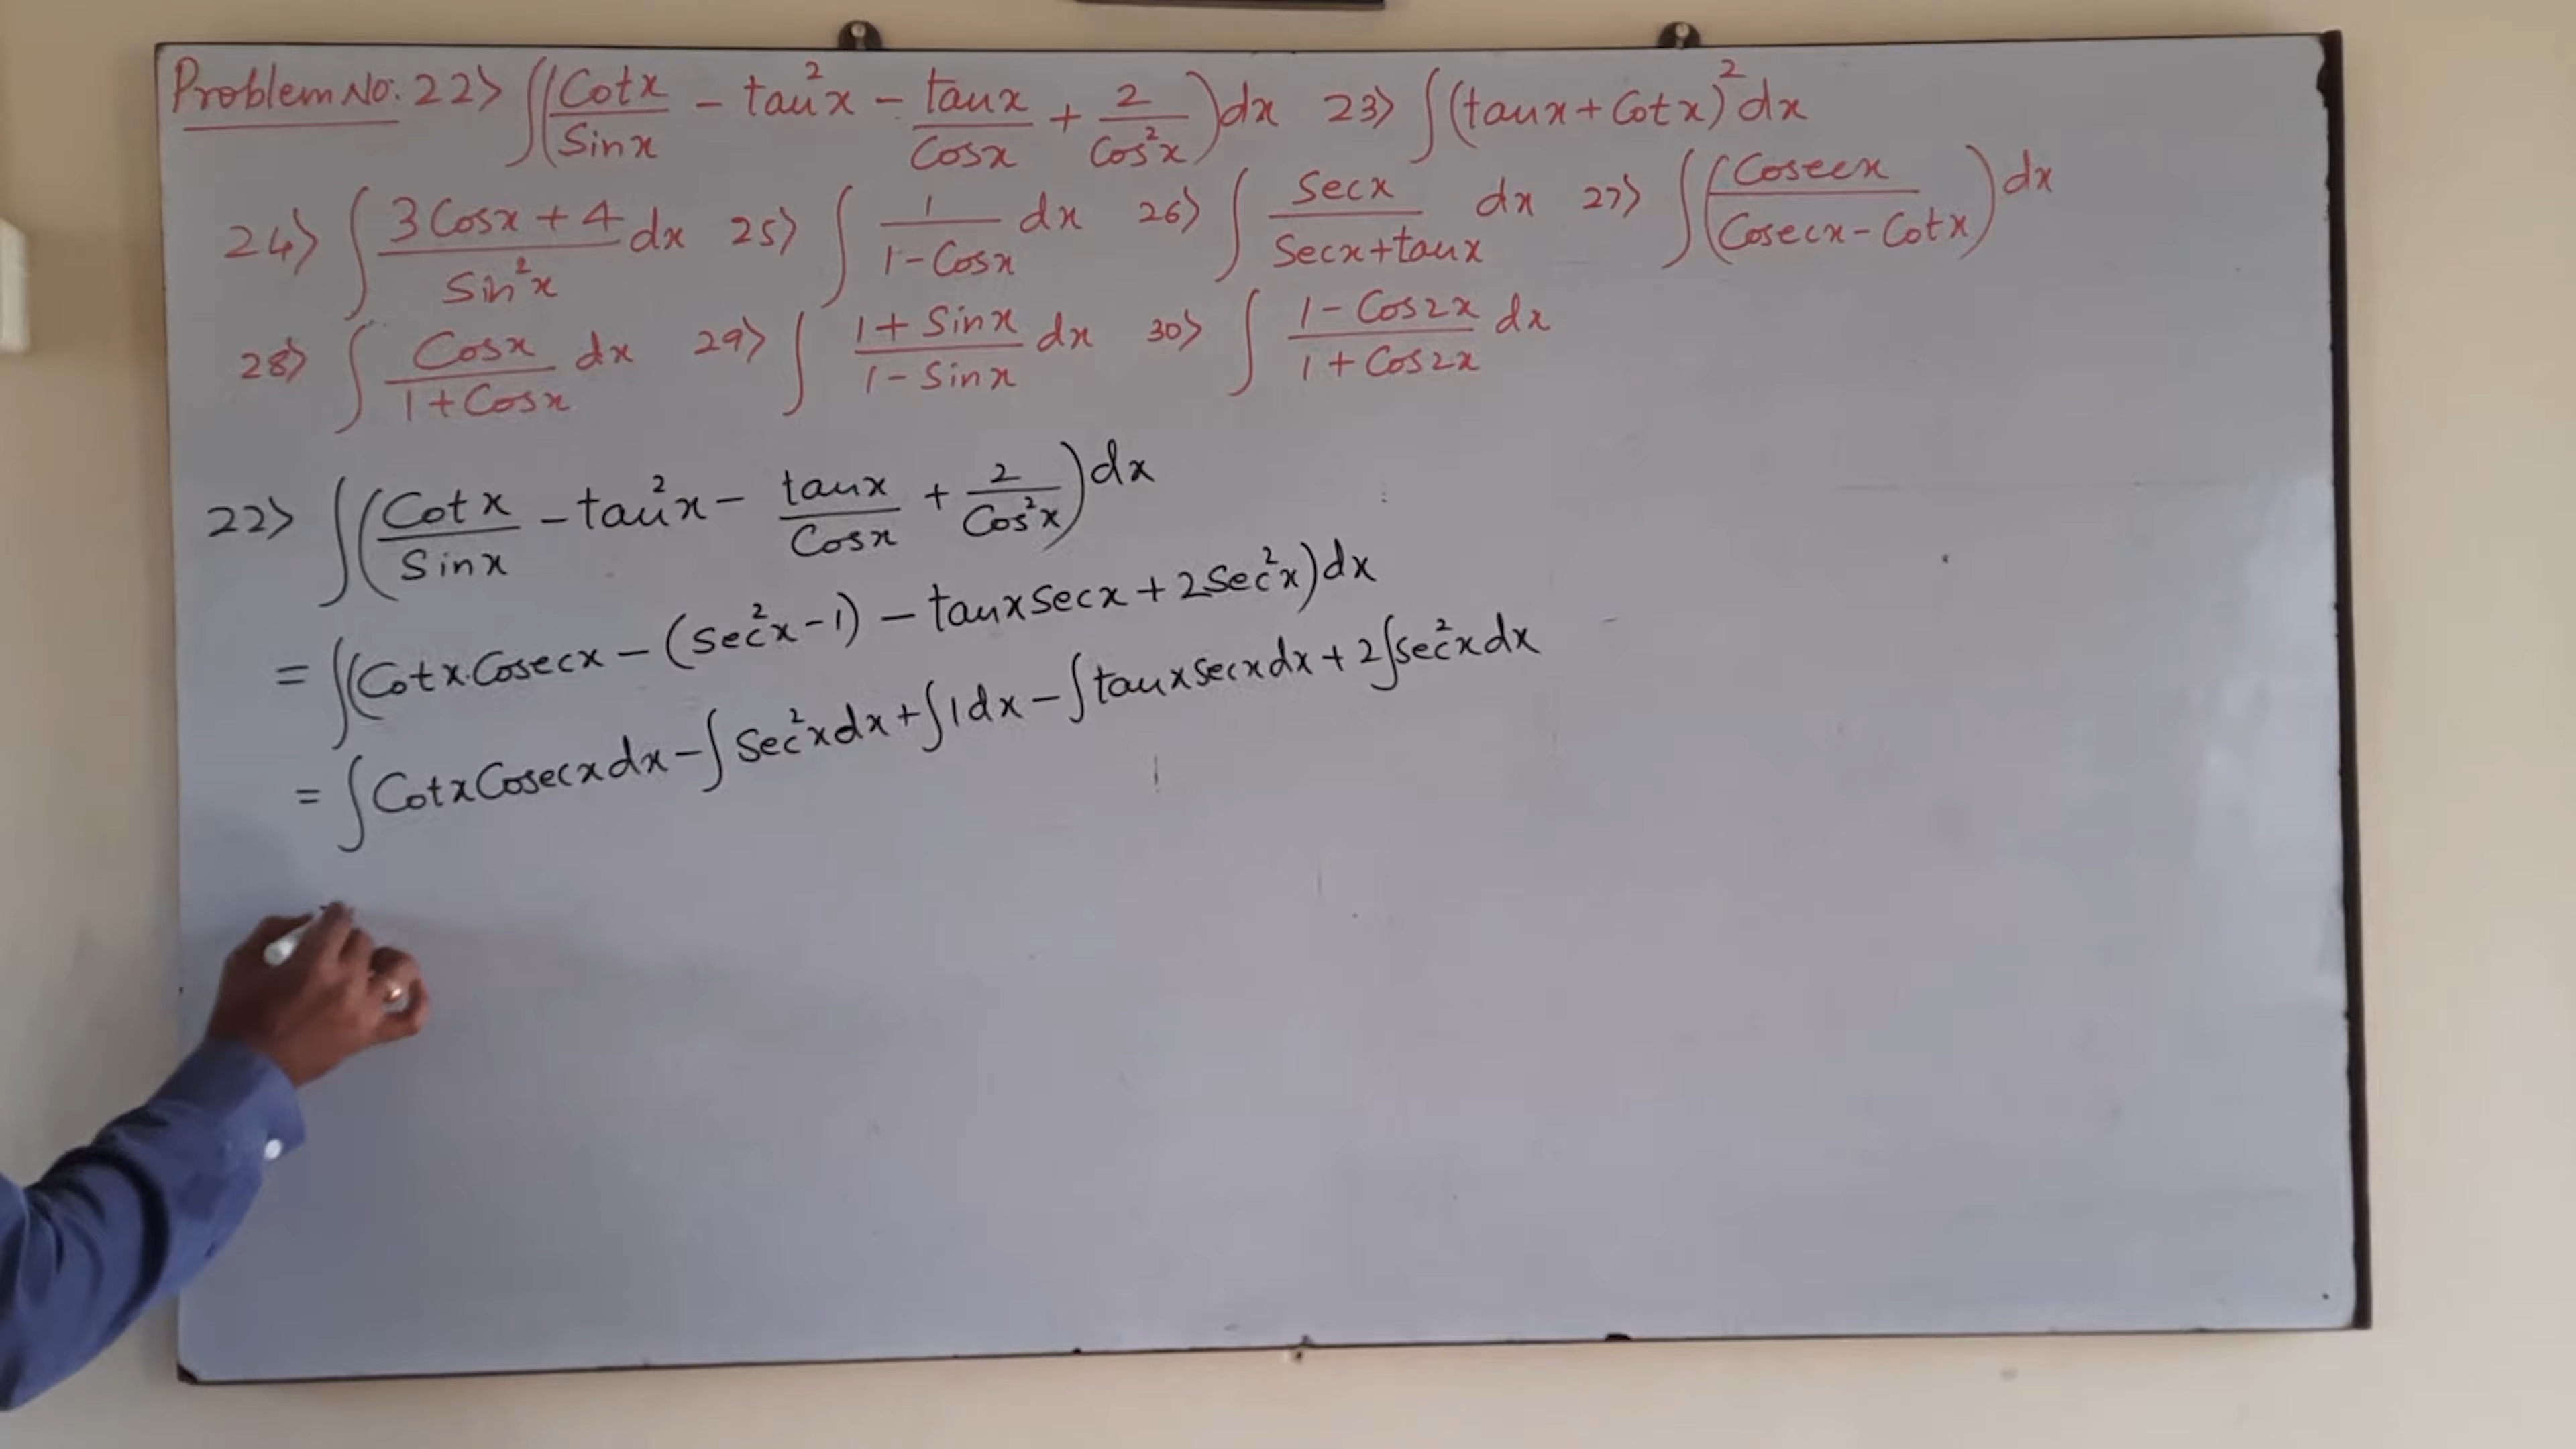 Problem No: 22> ∫(Cotx/Sinx - tan²x - tanx/Cosx + 2/Cos²x)dx 23> ∫(tanx+Cotx)²dx
24> ∫ (3Cosx+4)/Sin²x dx 25> ∫ 1/(1-Cosx) dx 26> ∫ Secx/(Secx+tanx) dx 27> ∫(Cosecx/(Cosecx-Cotx))dx
28> ∫ Cosx/(1+Cosx) dx 29> ∫ (1+Sinx)/(1-Sinx) dx 30> ∫ (1-Cos2x)/(1+Cos2x) dx
22> ∫(Cotx/Sinx - tan²x - tanx/Cosx + 2/Cos²x)dx
= ∫(Cotx.Cosecx - (Sec²x-1) - tanxsecx + 2Sec²x)dx
= ∫CotxCosecxdx - ∫Sec²xdx + ∫1dx - ∫tanxsecxdx + 2∫sec²xdx